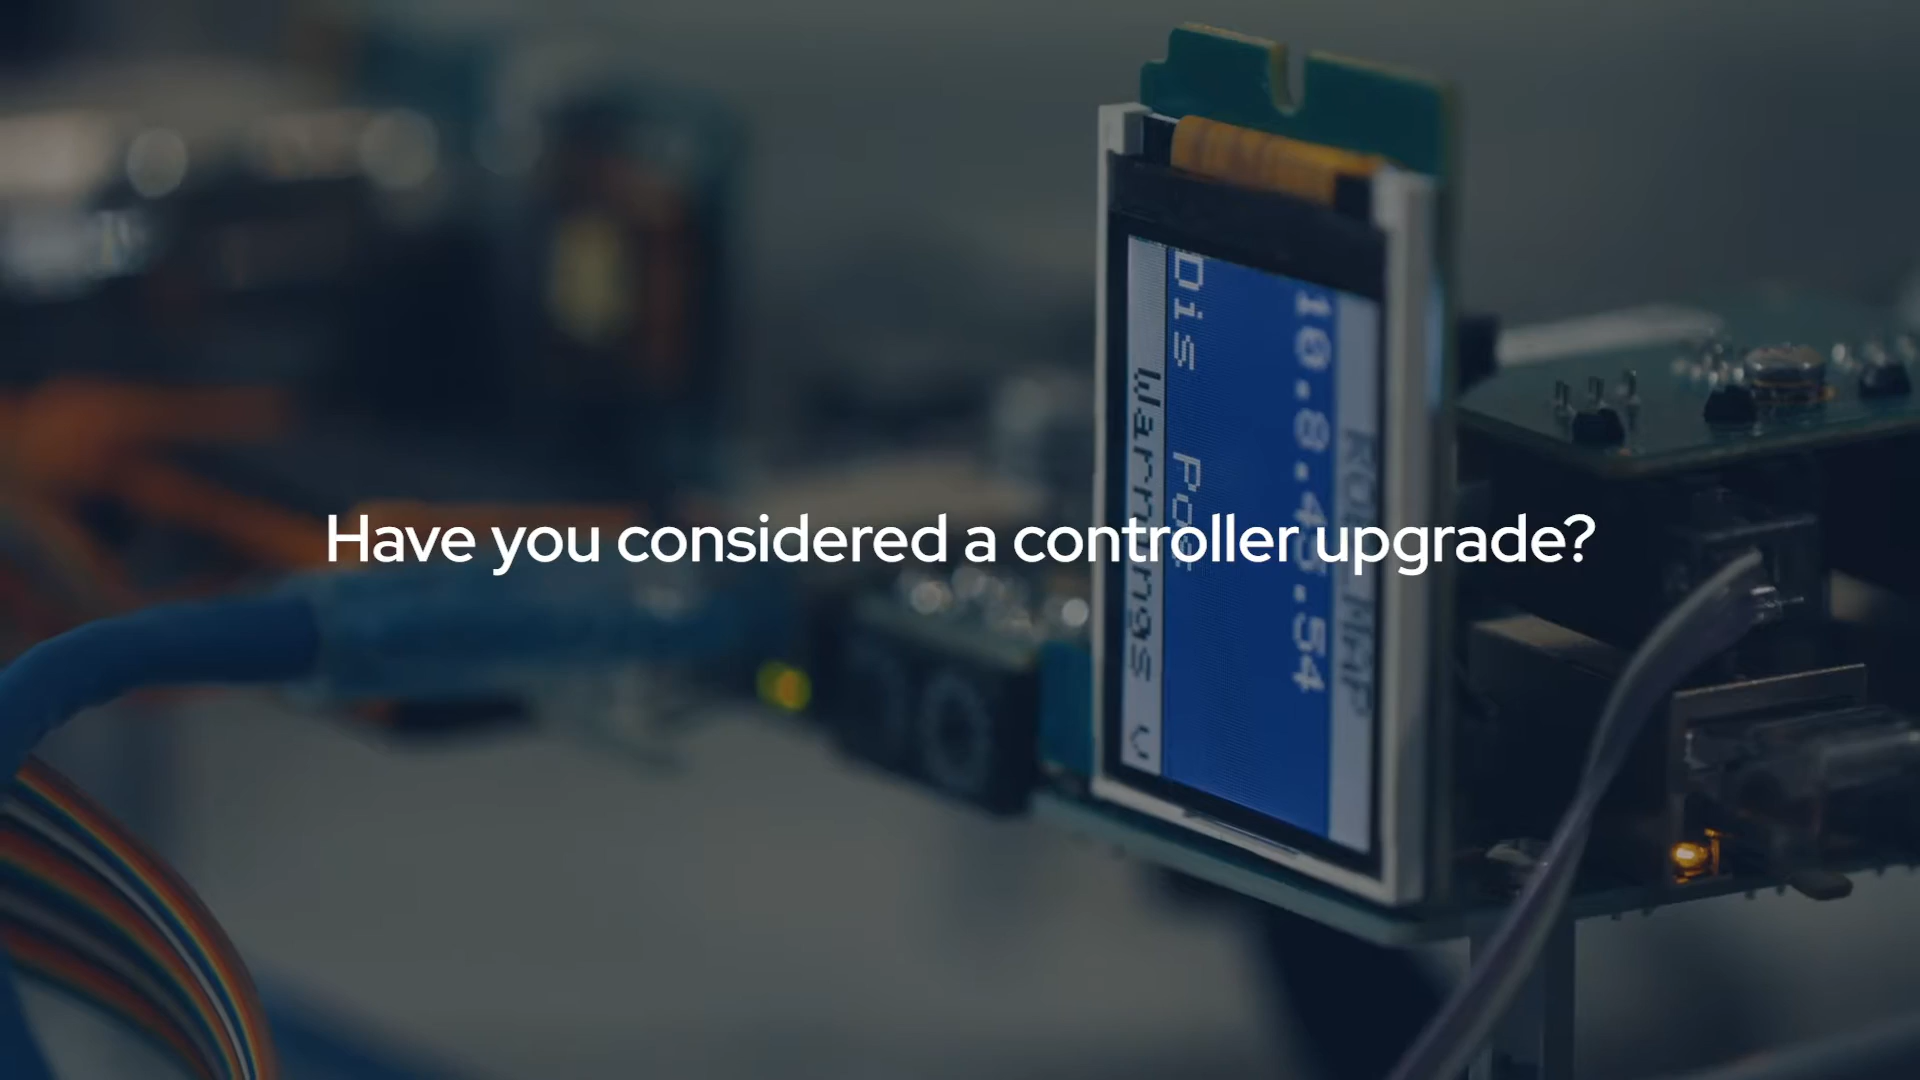 Have you considered a controller upgrade?
10.8.45.54
Dis Pos
Warnings